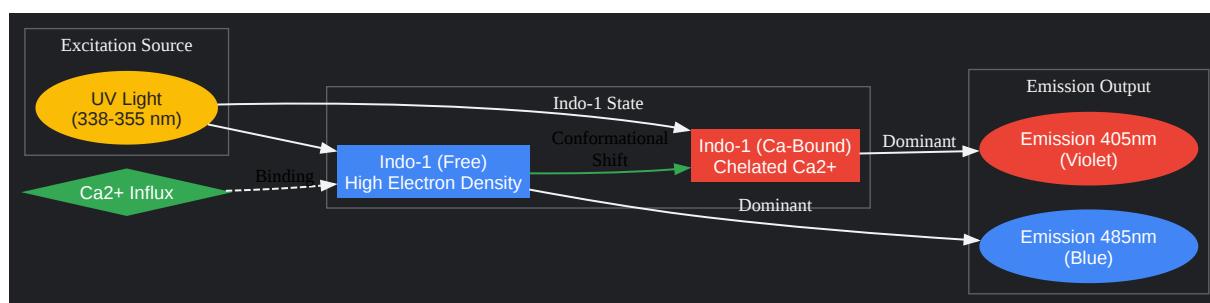 Excitation Source
UV Light
(338-355 nm)
Ca2+ Influx
Binding
Indo-1 State
Indo-1 (Free)
High Electron Density
Conformational
Shift
Indo-1 (Ca-Bound)
Chelated Ca2+
Dominant
Dominant
Emission Output
Emission 405nm
(Violet)
Emission 485nm
(Blue)